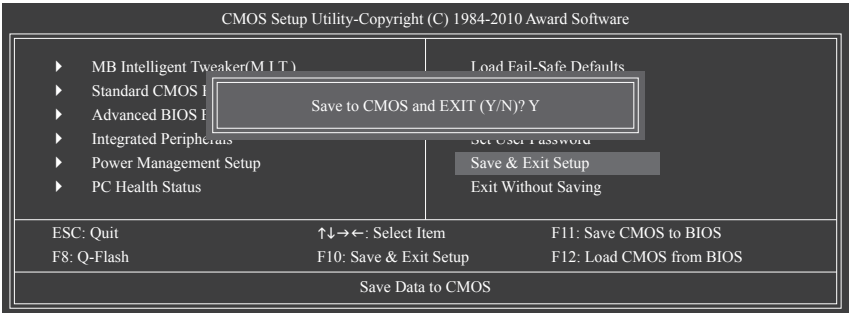 CMOS Setup Utility-Copyright (C) 1984-2010 Award Software
MB Intelligent Tweaker(M.I.T.)
Standard CMOS
Advanced BIOS
Integrated Peripherals
Power Management Setup
PC Health Status
Load Fail-Safe Defaults
Save to CMOS and EXIT (Y/N)? Y
Set User Password
Save & Exit Setup
Exit Without Saving
ESC: Quit
↑↓→←: Select Item
F11: Save CMOS to BIOS
F8: Q-Flash
F10: Save & Exit Setup
F12: Load CMOS from BIOS
Save Data to CMOS